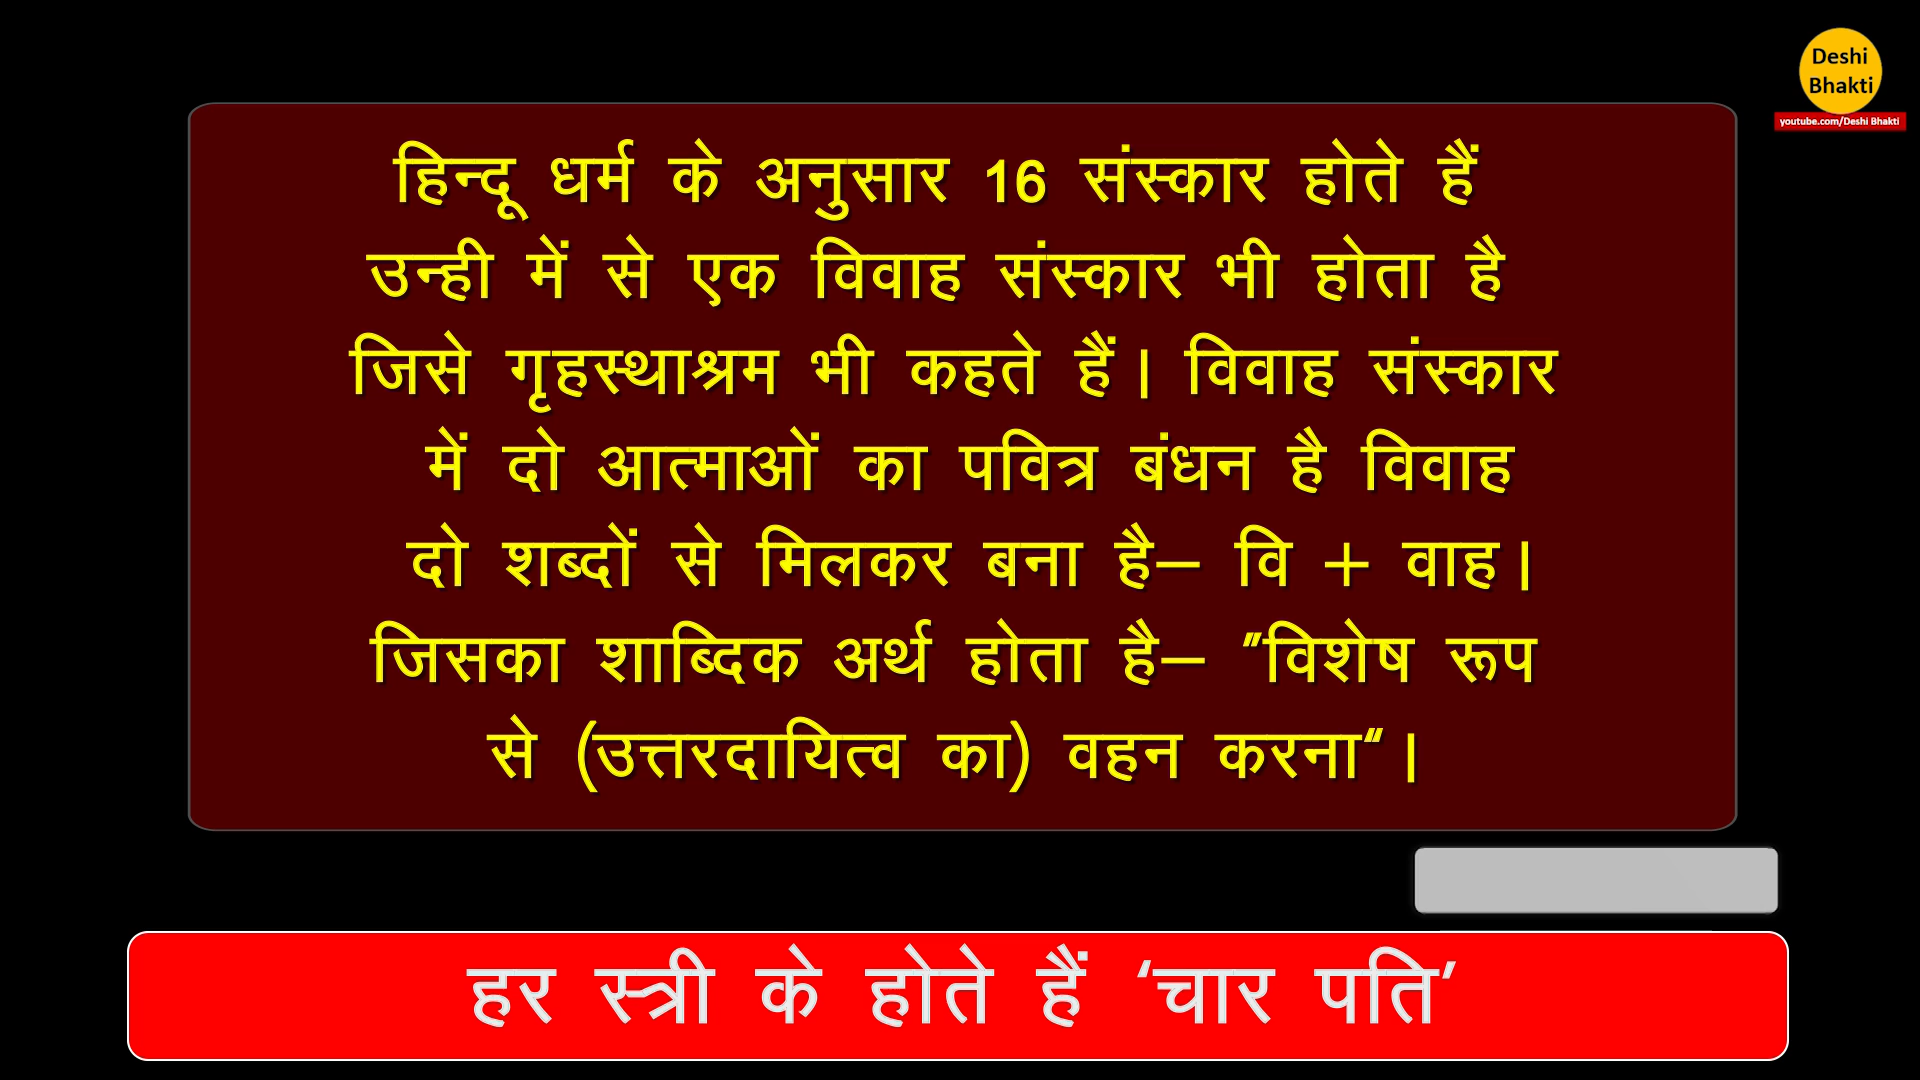 Deshi
Bhakti
youtube.com/Deshi Bhakti
हिन्दू धर्म के अनुसार 16 संस्कार होते हैं
उन्ही में से एक विवाह संस्कार भी होता है
जिसे गृहस्थाश्रम भी कहते हैं। विवाह संस्कार
में दो आत्माओं का पवित्र बंधन है विवाह
दो शब्दों से मिलकर बना है– वि + वाह।
जिसका शाब्दिक अर्थ होता है– "विशेष रूप
से (उत्तरदायित्व का) वहन करना“।
हर स्त्री के होते हैं ‘चार पति’